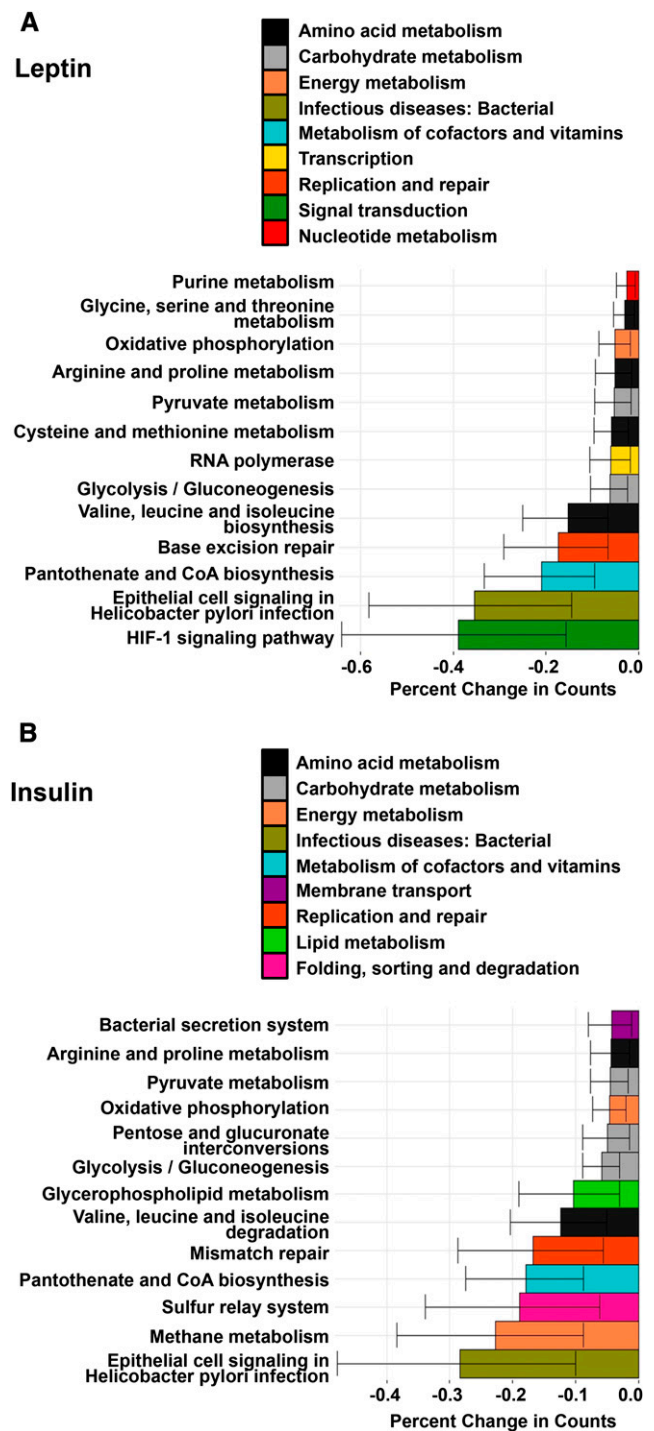 A
Leptin
Amino acid metabolism
Carbohydrate metabolism
Energy metabolism
Infectious diseases: Bacterial
Metabolism of cofactors and vitamins
Transcription
Replication and repair
Signal transduction
Nucleotide metabolism
Purine metabolism
Glycine, serine and threonine
metabolism
Oxidative phosphorylation
Arginine and proline metabolism
Pyruvate metabolism
Cysteine and methionine metabolism
RNA polymerase
Glycolysis / Gluconeogenesis
Valine, leucine and isoleucine
biosynthesis
Base excision repair
Pantothenate and CoA biosynthesis
Epithelial cell signaling in
Helicobacter pylori infection
HIF-1 signaling pathway
-0.6 -0.4 -0.2 0.0
Percent Change in Counts
B
Insulin
Amino acid metabolism
Carbohydrate metabolism
Energy metabolism
Infectious diseases: Bacterial
Metabolism of cofactors and vitamins
Membrane transport
Replication and repair
Lipid metabolism
Folding, sorting and degradation
Bacterial secretion system
Arginine and proline metabolism
Pyruvate metabolism
Oxidative phosphorylation
Pentose and glucuronate
interconversions
Glycolysis / Gluconeogenesis
Glycerophospholipid metabolism
Valine, leucine and isoleucine
degradation
Mismatch repair
Pantothenate and CoA biosynthesis
Sulfur relay system
Methane metabolism
Epithelial cell signaling in
Helicobacter pylori infection
-0.4 -0.3 -0.2 -0.1 0.0
Percent Change in Counts